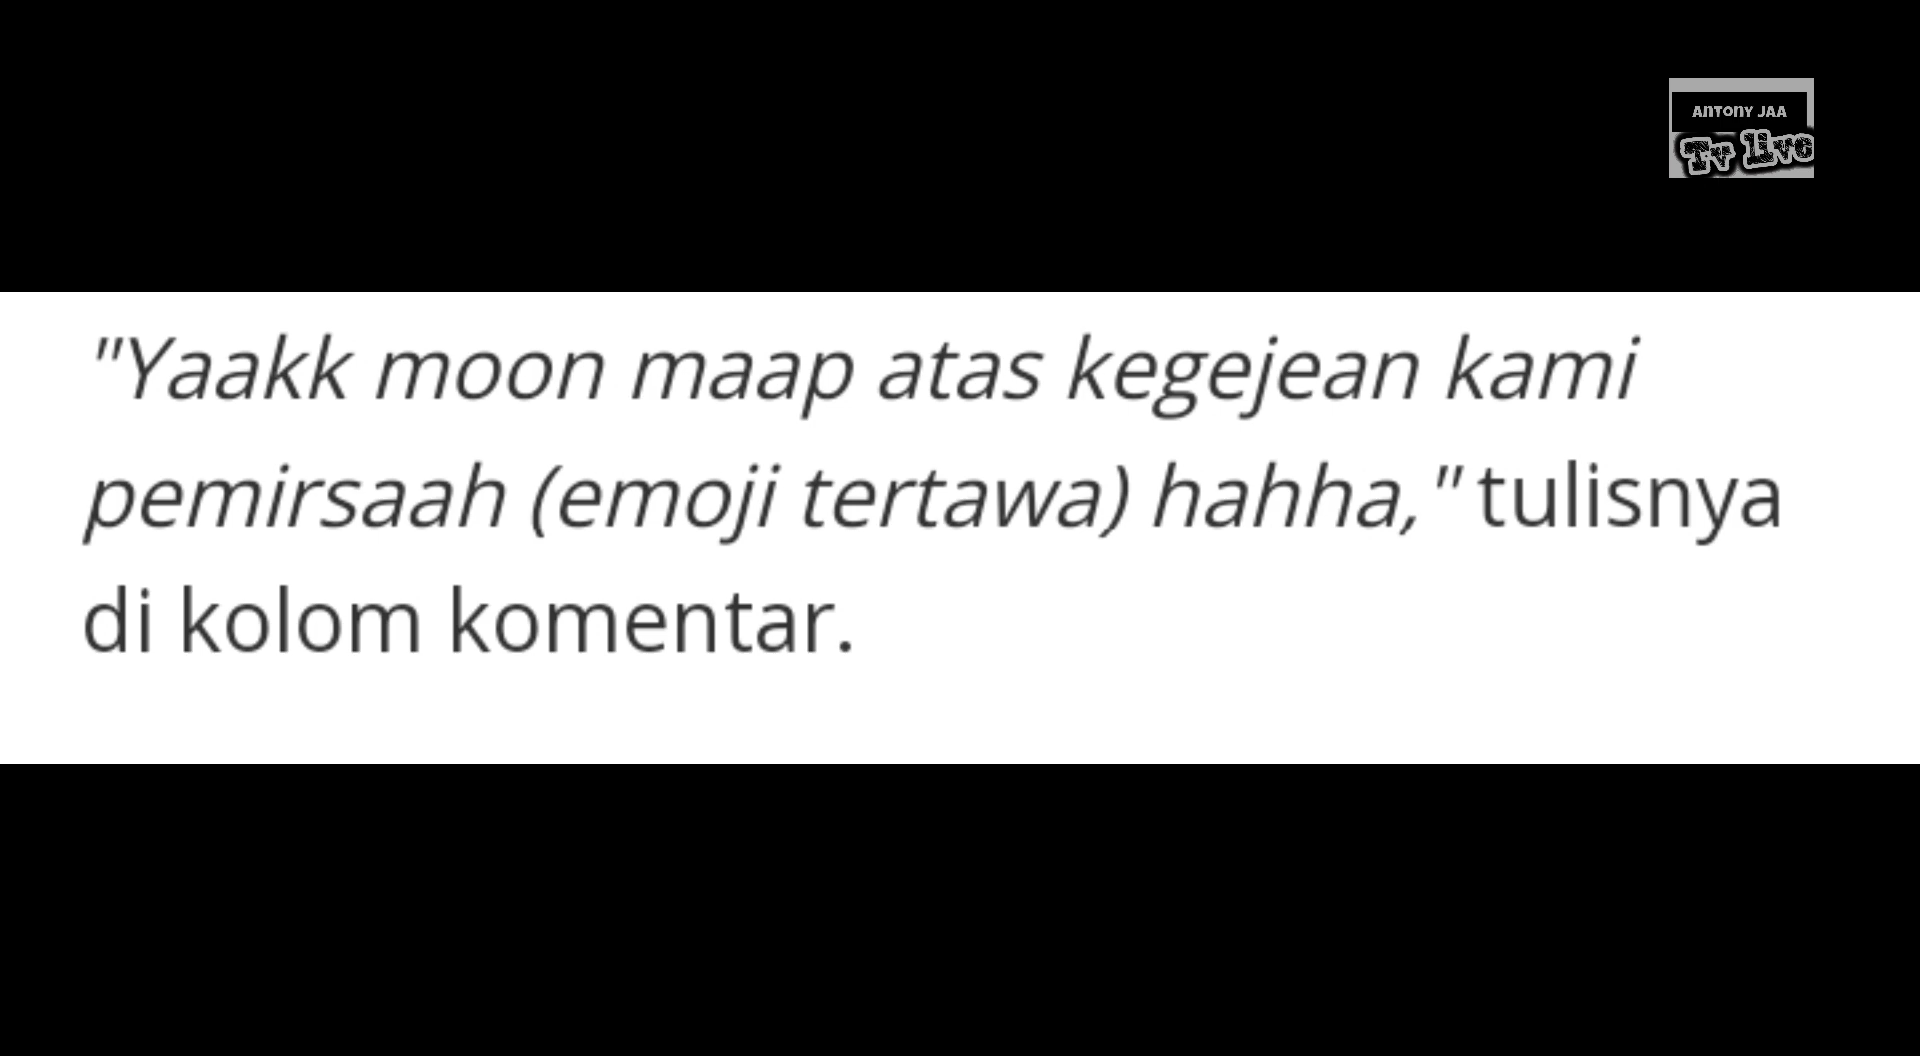 ANTONY JAA
Tv live
"Yaakk moon maap atas kegejean kami
pemirsaah (emoji tertawa) hahha," tulisnya
di kolom komentar.